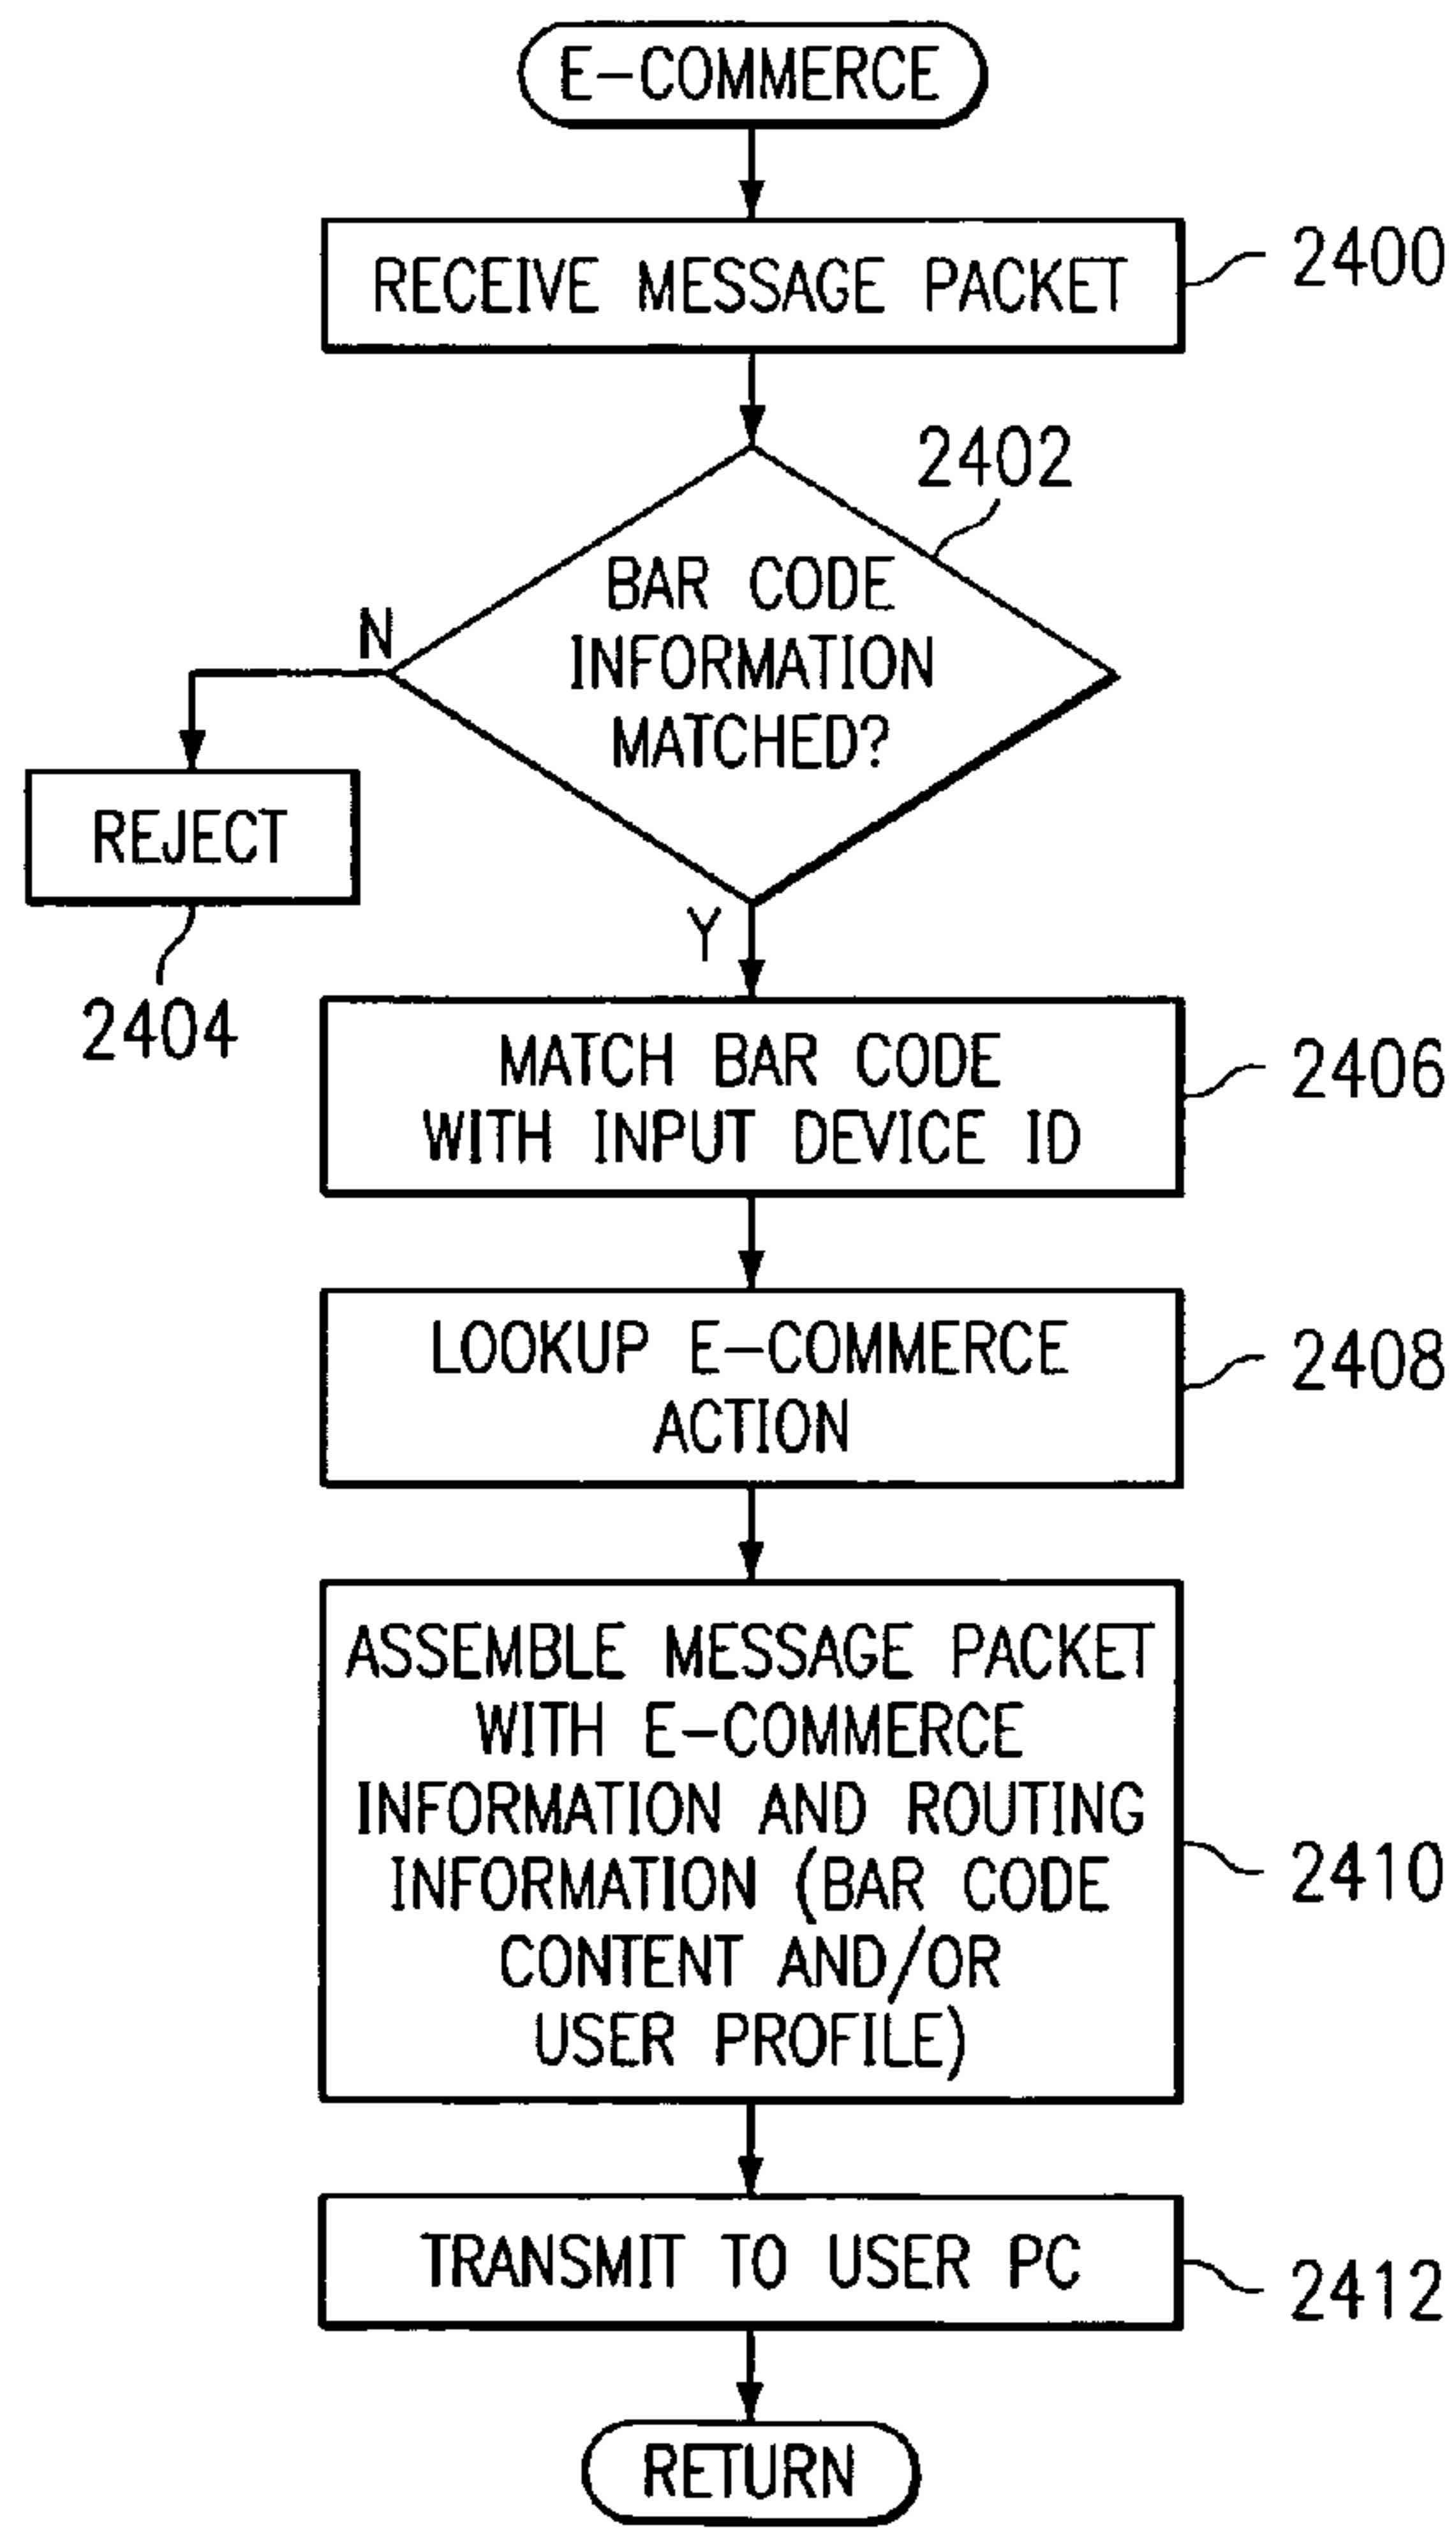 E-COMMERCE
RECEIVE MESSAGE PACKET
2400
2402
BAR CODE
INFORMATION
MATCHED?
N
REJECT
2404
Y
MATCH BAR CODE
WITH INPUT DEVICE ID
2406
LOOKUP E-COMMERCE
ACTION
2408
ASSEMBLE MESSAGE PACKET
WITH E-COMMERCE
INFORMATION AND ROUTING
INFORMATION (BAR CODE
CONTENT AND/OR
USER PROFILE)
2410
TRANSMIT TO USER PC
2412
RETURN